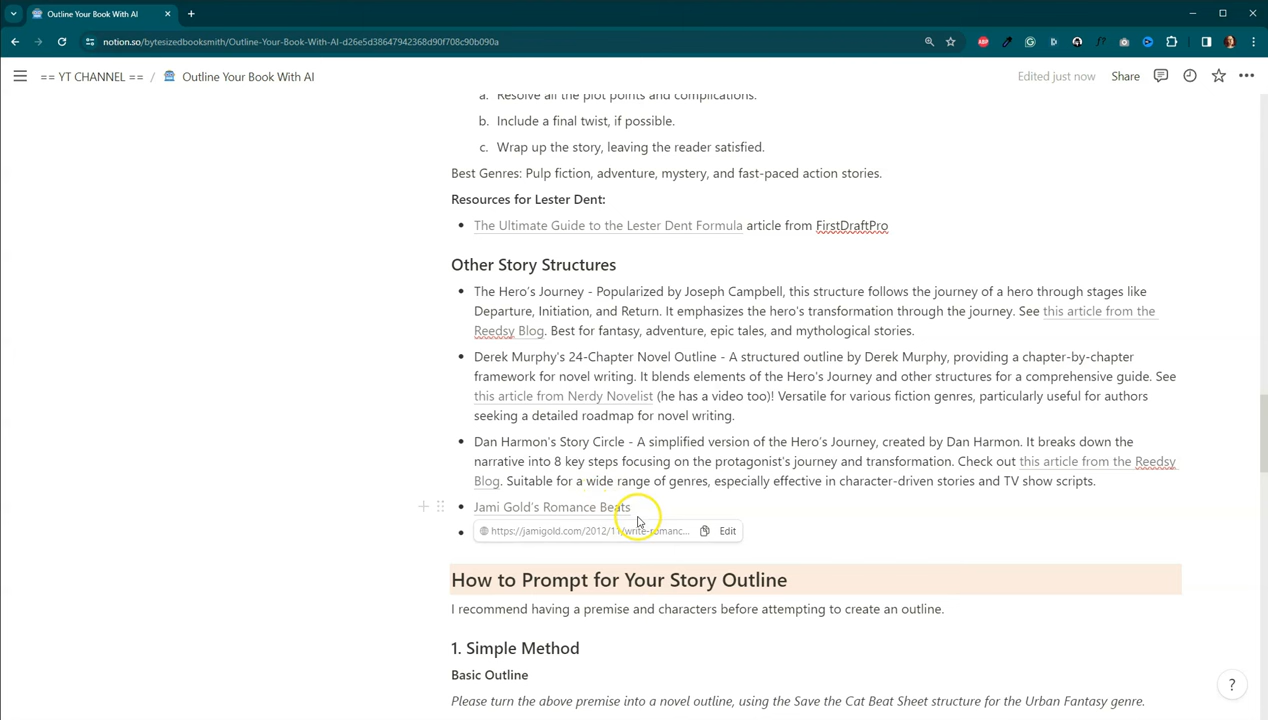 Outline Your Book With AI
notion.so/bytesizedbooksmith/Outline-Your-Book-With-AI-d26e5d38647942368d90f708c90b090a
== YT CHANNEL == / Outline Your Book With AI
Edited just now Share
a. Resolve all the plot points and complications.
b. Include a final twist, if possible.
c. Wrap up the story, leaving the reader satisfied.
Best Genres: Pulp fiction, adventure, mystery, and fast-paced action stories.
Resources for Lester Dent:
• The Ultimate Guide to the Lester Dent Formula article from FirstDraftPro
Other Story Structures
• The Hero's Journey - Popularized by Joseph Campbell, this structure follows the journey of a hero through stages like
Departure, Initiation, and Return. It emphasizes the hero's transformation through the journey. See this article from the
Reedsy Blog. Best for fantasy, adventure, epic tales, and mythological stories.
• Derek Murphy's 24-Chapter Novel Outline - A structured outline by Derek Murphy, providing a chapter-by-chapter
framework for novel writing. It blends elements of the Hero's Journey and other structures for a comprehensive guide. See
this article from Nerdy Novelist (he has a video too)! Versatile for various fiction genres, particularly useful for authors
seeking a detailed roadmap for novel writing.
• Dan Harmon's Story Circle - A simplified version of the Hero's Journey, created by Dan Harmon. It breaks down the
narrative into 8 key steps focusing on the protagonist's journey and transformation. Check out this article from the Reedsy
Blog. Suitable for a wide range of genres, especially effective in character-driven stories and TV show scripts.
• Jami Gold's Romance Beats
https://jamigold.com/2012/11/write-romanc... Edit
How to Prompt for Your Story Outline
I recommend having a premise and characters before attempting to create an outline.
1. Simple Method
Basic Outline
Please turn the above premise into a novel outline, using the Save the Cat Beat Sheet structure for the Urban Fantasy genre.